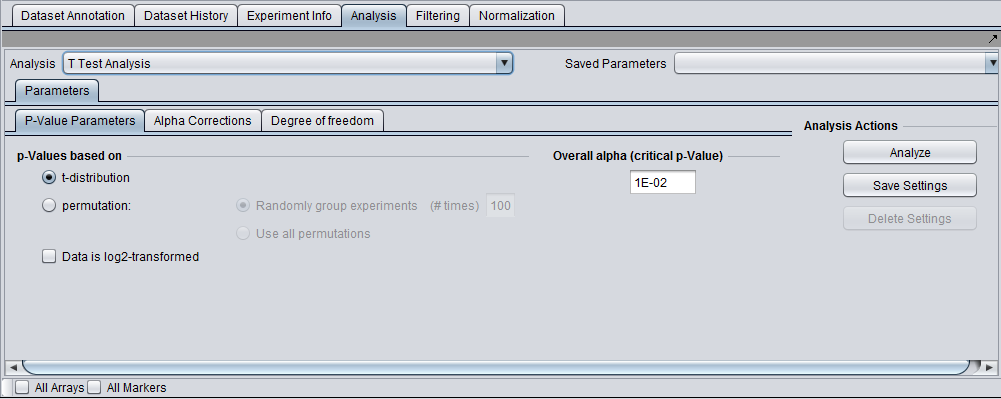 Dataset Annotation Dataset History Experiment Info Analysis Filtering Normalization
Analysis T Test Analysis Saved Parameters
Parameters
P-Value Parameters Alpha Corrections Degree of freedom
Analysis Actions
p-Values based on Overall alpha (critical p-Value) Analyze
t-distribution 1E-02 Save Settings
permutation: Randomly group experiments (# times) 100
Delete Settings
Use all permutations
Data is log2-transformed
All Arrays All Markers